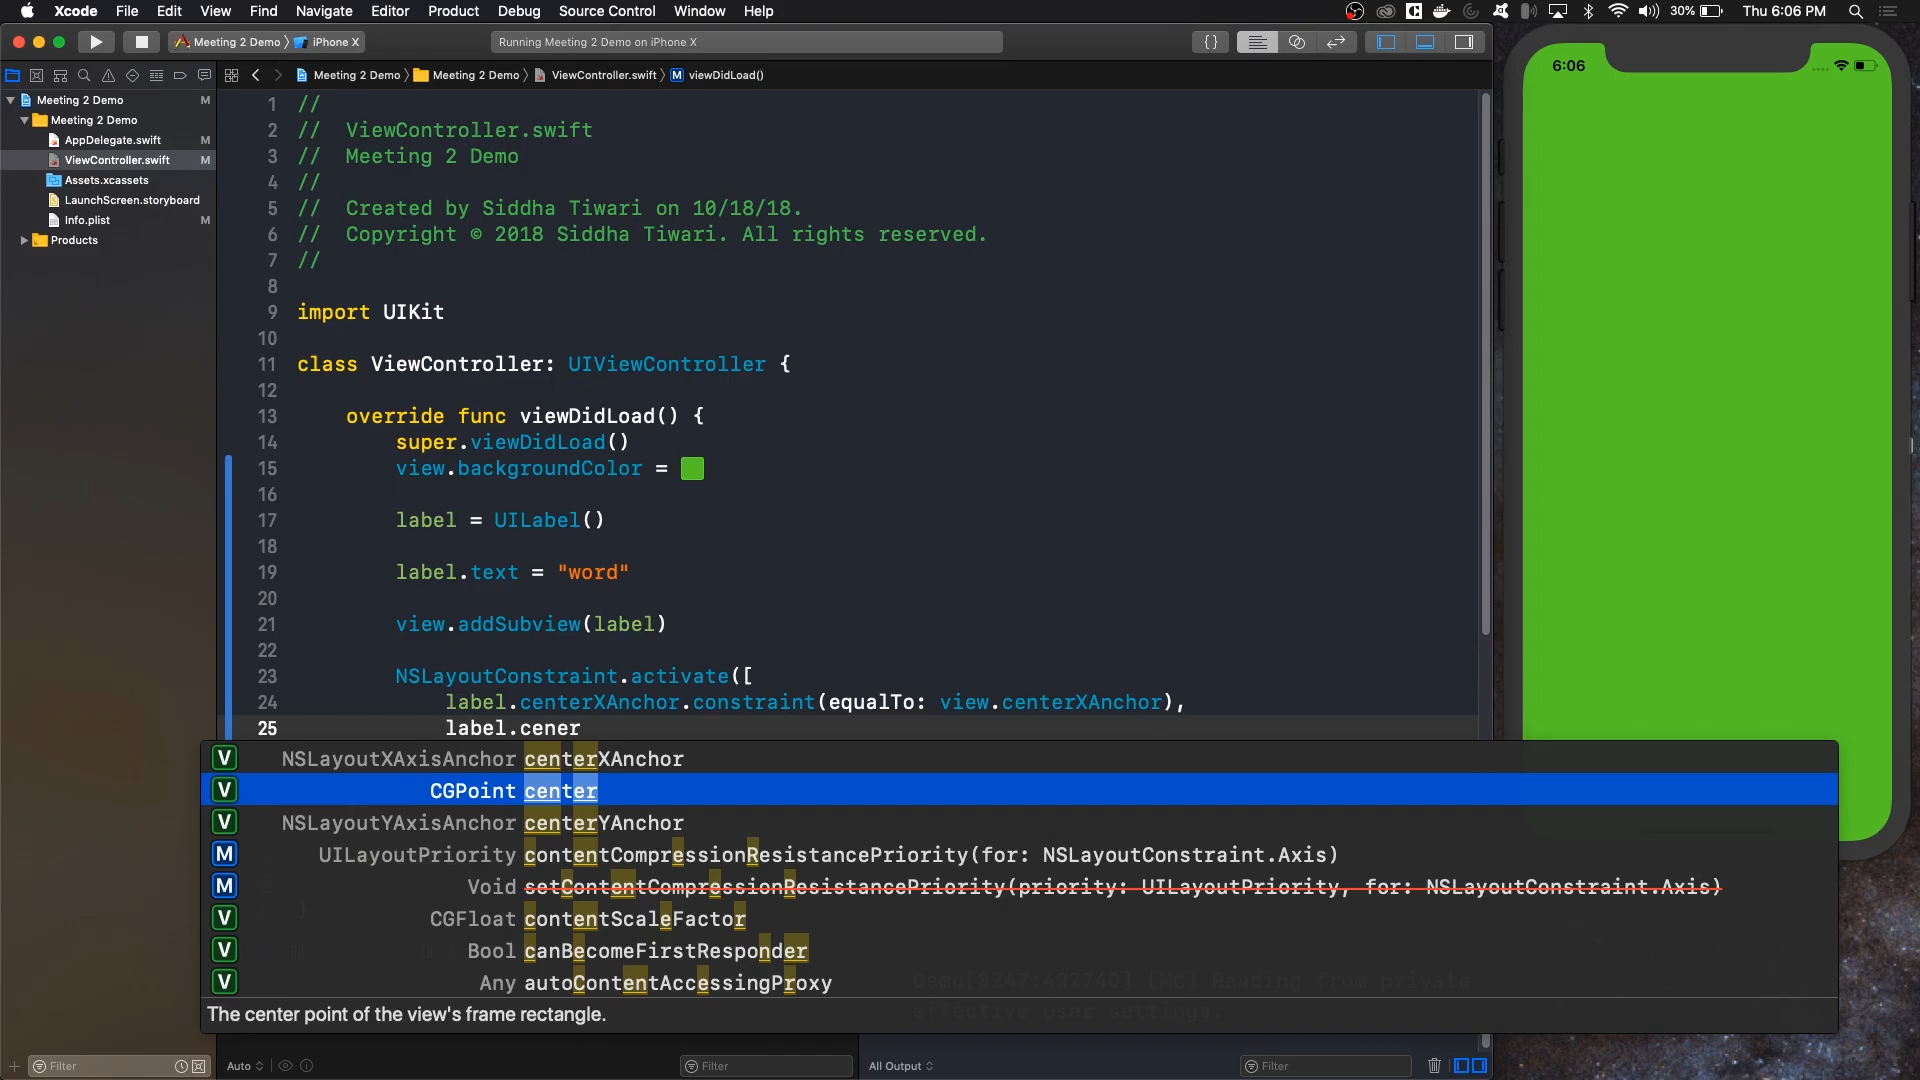 Xcode File Edit View Find Navigate Editor Product Debug Source Control Window Help 30% Thu 6:06 PM
Meeting 2 Demo iPhone X Running Meeting 2 Demo on iPhone X
Meeting 2 Demo Meeting 2 Demo ViewController.swift M viewDidLoad()
Meeting 2 Demo M
Meeting 2 Demo
AppDelegate.swift M
ViewController.swift M
Assets.xcassets
LaunchScreen.storyboard
Info.plist M
Products
1 //
2 // ViewController.swift
3 // Meeting 2 Demo
4 //
5 // Created by Siddha Tiwari on 10/18/18.
6 // Copyright © 2018 Siddha Tiwari. All rights reserved.
7 //
8
9 import UIKit
10
11 class ViewController: UIViewController {
12
13 override func viewDidLoad() {
14 super.viewDidLoad()
15 view.backgroundColor =
16
17 label = UILabel()
18
19 label.text = "word"
20
21 view.addSubview(label)
22
23 NSLayoutConstraint.activate([
24 label.centerXAnchor.constraint(equalTo: view.centerXAnchor),
25 label.cener
V NSLayoutXAxisAnchor centerXAnchor
V CGPoint center
V NSLayoutYAxisAnchor centerYAnchor
M UILayoutPriority contentCompressionResistancePriority(for: NSLayoutConstraint.Axis)
M Void setContentCompressionResistancePriority(priority: UILayoutPriority, for: NSLayoutConstraint.Axis)
V CGFloat contentScaleFactor
V Bool canBecomeFirstResponder
V Any autoContentAccessingProxy
The center point of the view's frame rectangle.
Filter Auto Filter All Output Filter
6:06